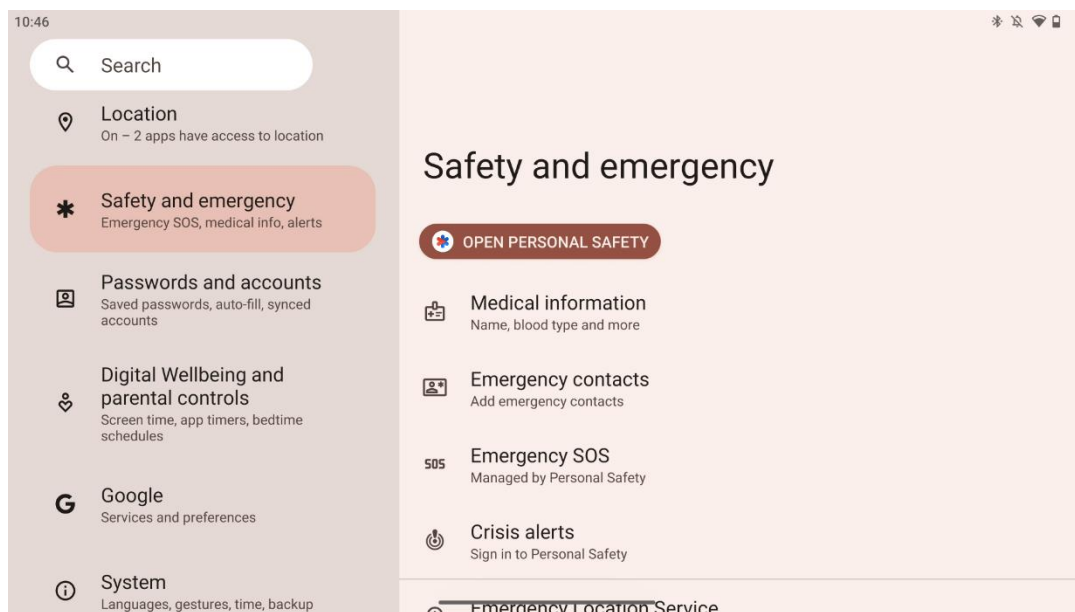 10:46
Search
Location
On – 2 apps have access to location
Safety and emergency
Emergency SOS, medical info, alerts
Passwords and accounts
Saved passwords, auto-fill, synced
accounts
Digital Wellbeing and
parental controls
Screen time, app timers, bedtime
schedules
Google
Services and preferences
System
Languages, gestures, time, backup
Safety and emergency
OPEN PERSONAL SAFETY
Medical information
Name, blood type and more
Emergency contacts
Add emergency contacts
SOS
Emergency SOS
Managed by Personal Safety
Crisis alerts
Sign in to Personal Safety
Emergency Location Service